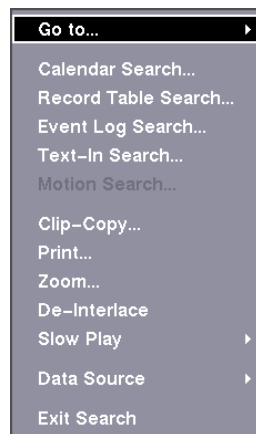 Go to...
Calendar Search...
Record Table Search...
Event Log Search...
Text-In Search...
Motion Search...
Clip-Copy...
Print...
Zoom...
De-Interlace
Slow Play
Data Source
Exit Search